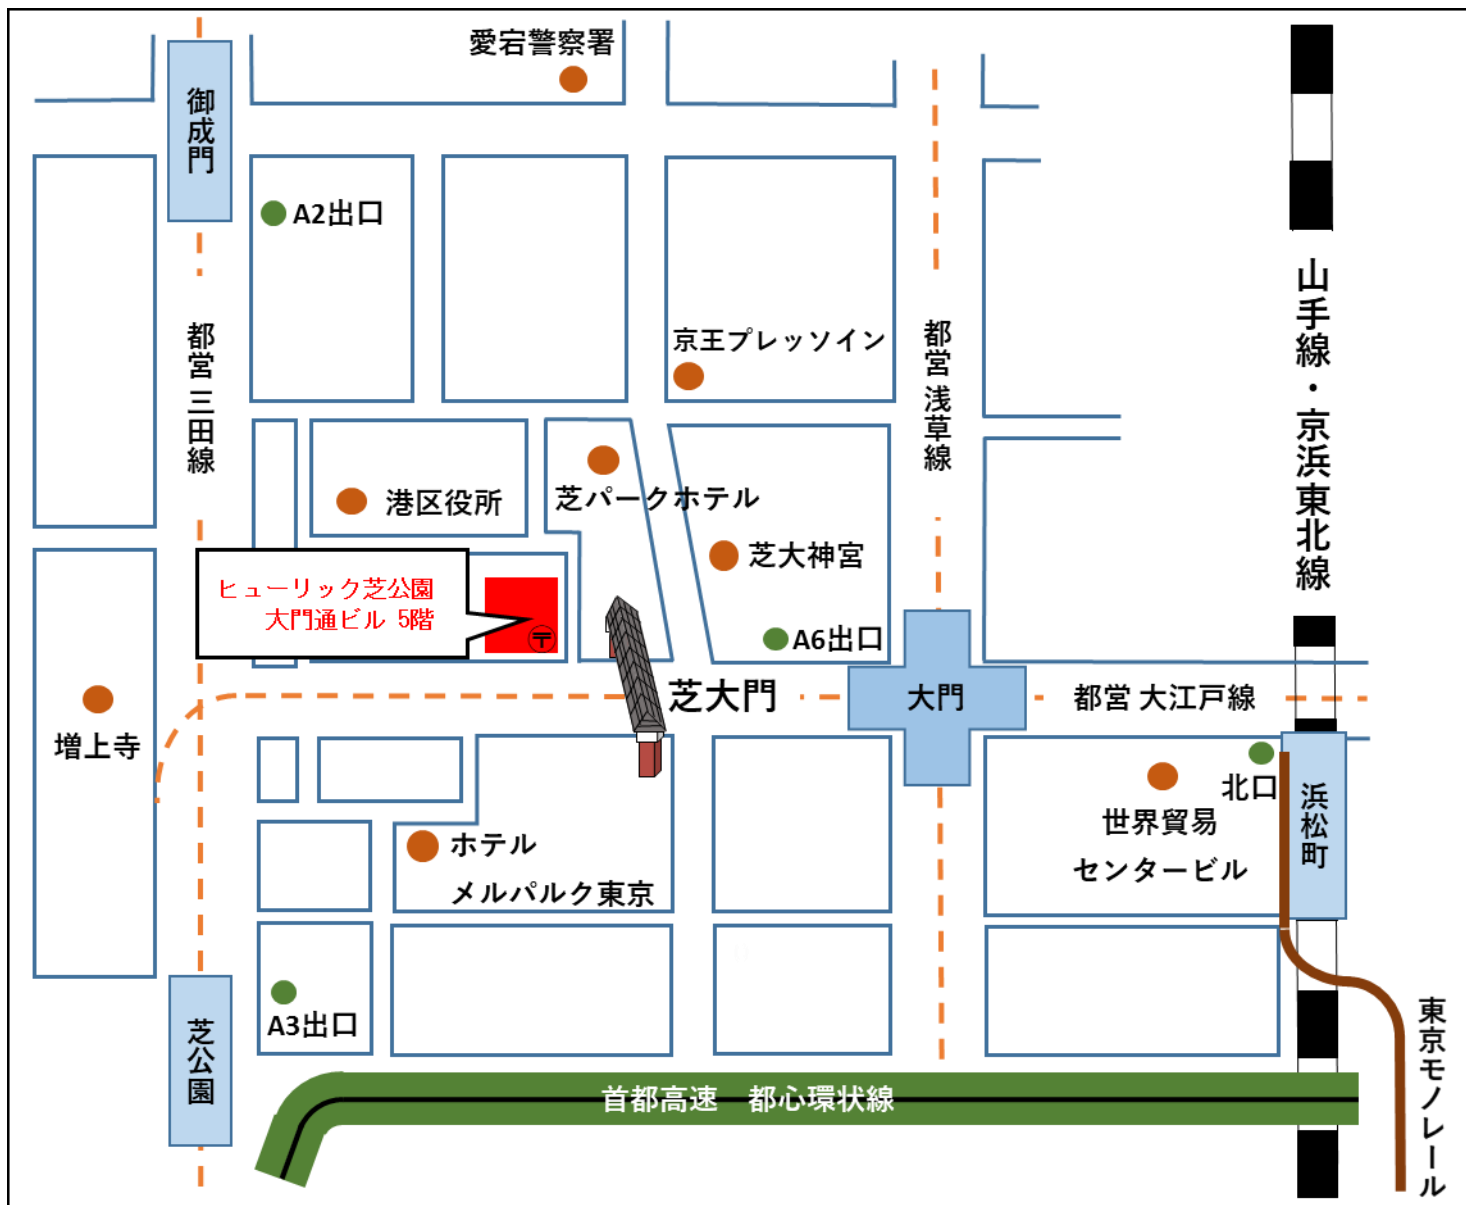 愛宕警察署
御成門
A2出口
山手線・京浜東北線
都営 三田線
都営 浅草線
京王プレッソイン
港区役所
芝パークホテル
芝大神宮
ヒューリック芝公園
大門通ビル 5階
〒
A6出口
芝大門
大門
都営 大江戸線
増上寺
北口
浜松町
世界貿易
センタービル
ホテル
メルパルク東京
A3出口
芝公園
東京モノレール
首都高速 都心環状線